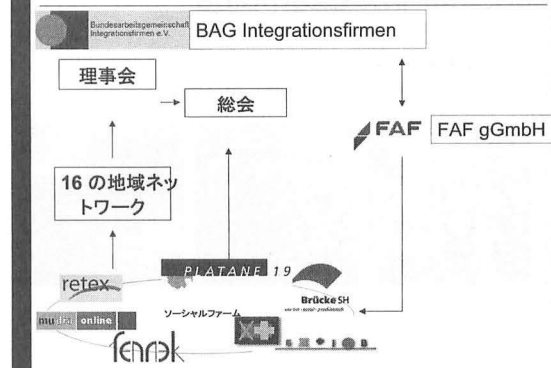 Bundesarbeitsgemeinschaft
Integrationsfirmen e.V.
BAG Integrationsfirmen
理事会
総会
FAF
FAF gGmbH
16 の地域ネッ
トワーク
PLATANE 19
retex
Brücke SH
mudra online
ソーシャルファーム